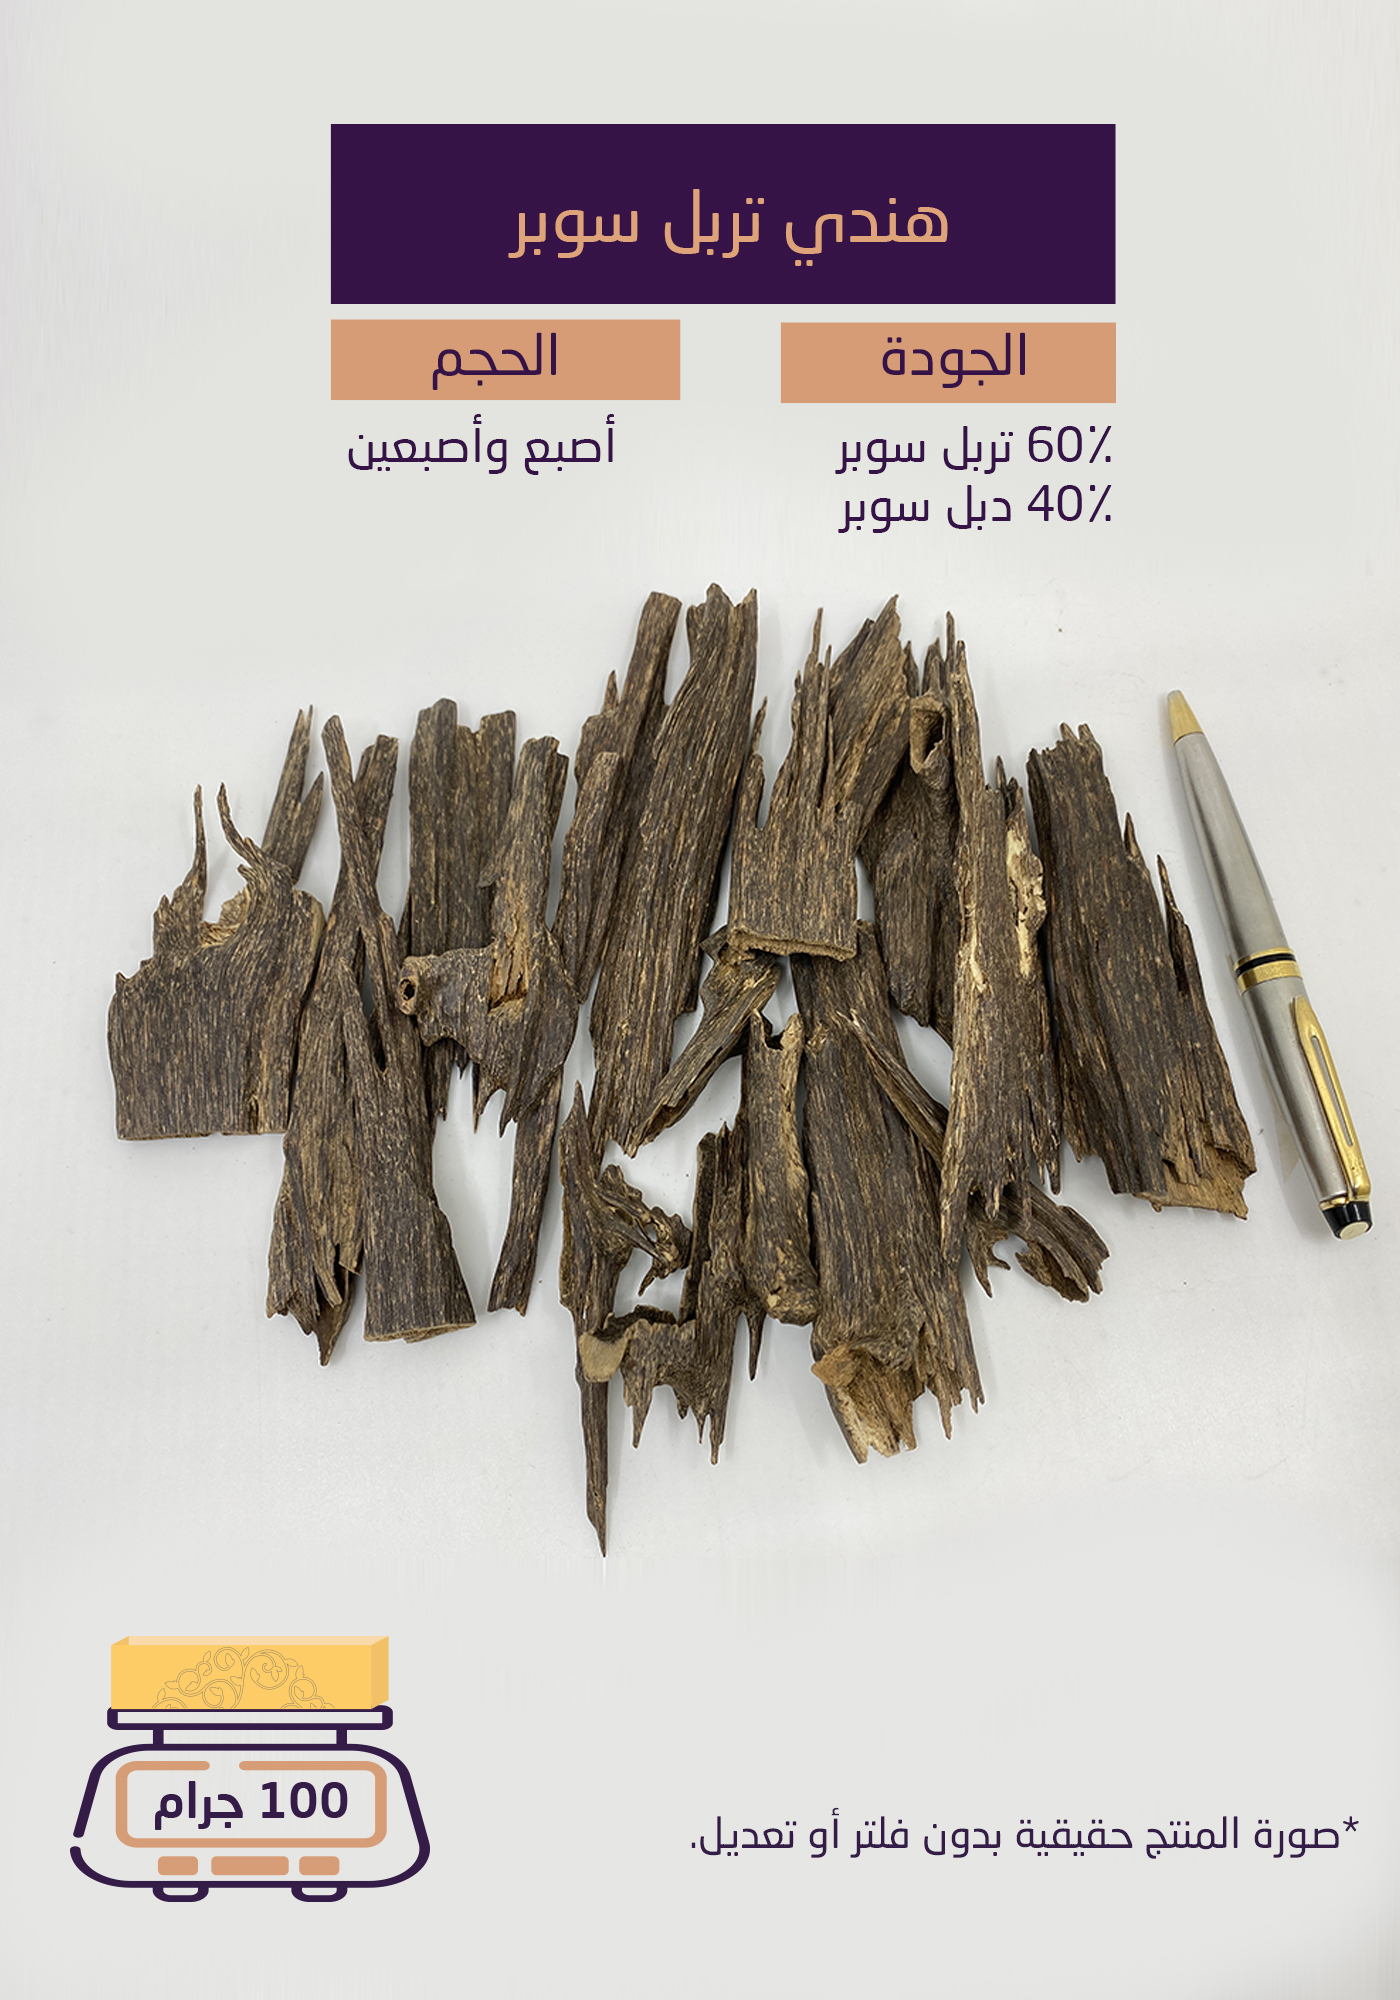 هندي تربل سوبر
الجودة
60٪ تربل سوبر
40٪ دبل سوبر
الحجم
أصبع وأصبعين
100 جرام
*صورة المنتج حقيقية بدون فلتر أو تعديل.